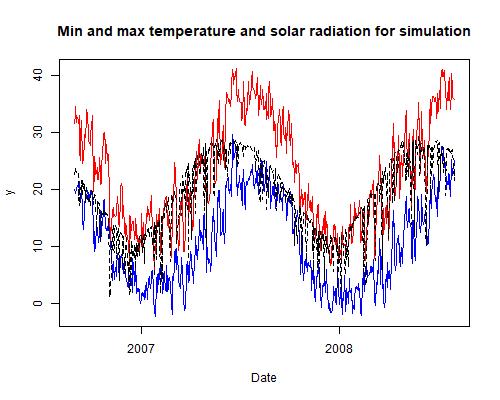 Min and max temperature and solar radiation for simulation
40
30
20
10
0
y
2007
2008
Date